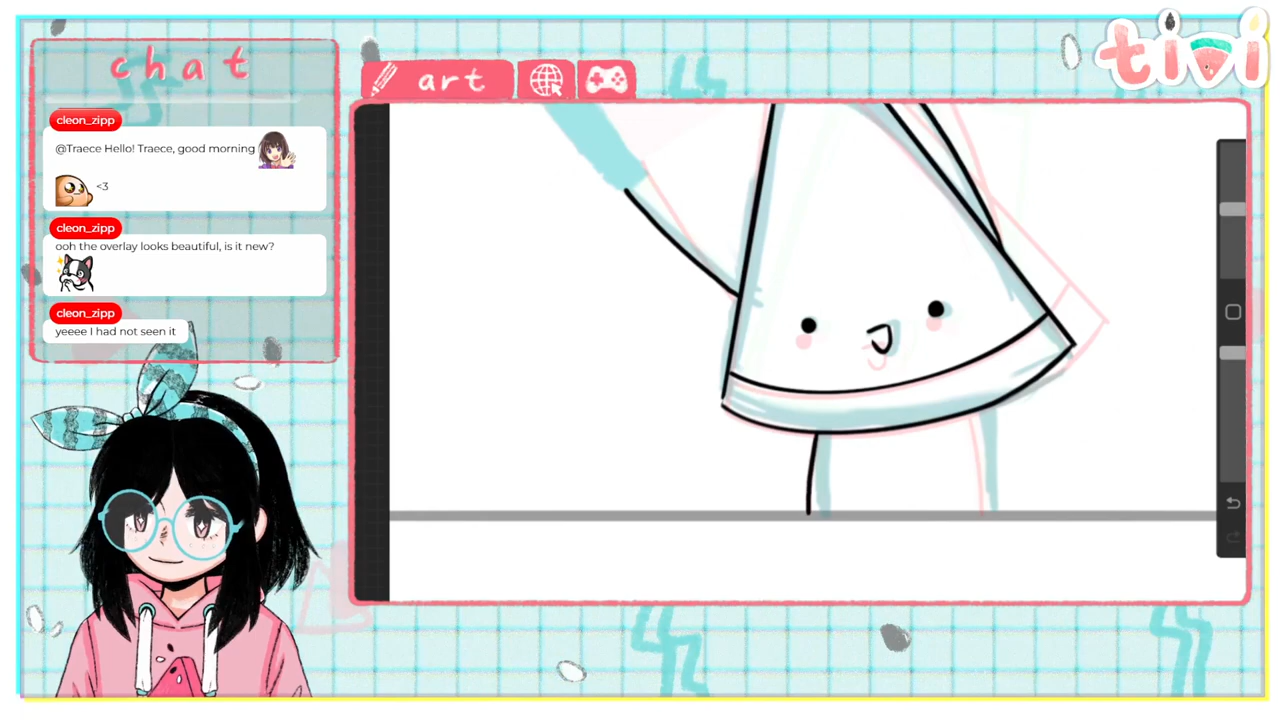 tivi
chat
art
cleon_zipp
@Traece Hello! Traece, good morning
<3
cleon_zipp
ooh the overlay looks beautiful, is it new?
cleon_zipp
yeeee I had not seen it